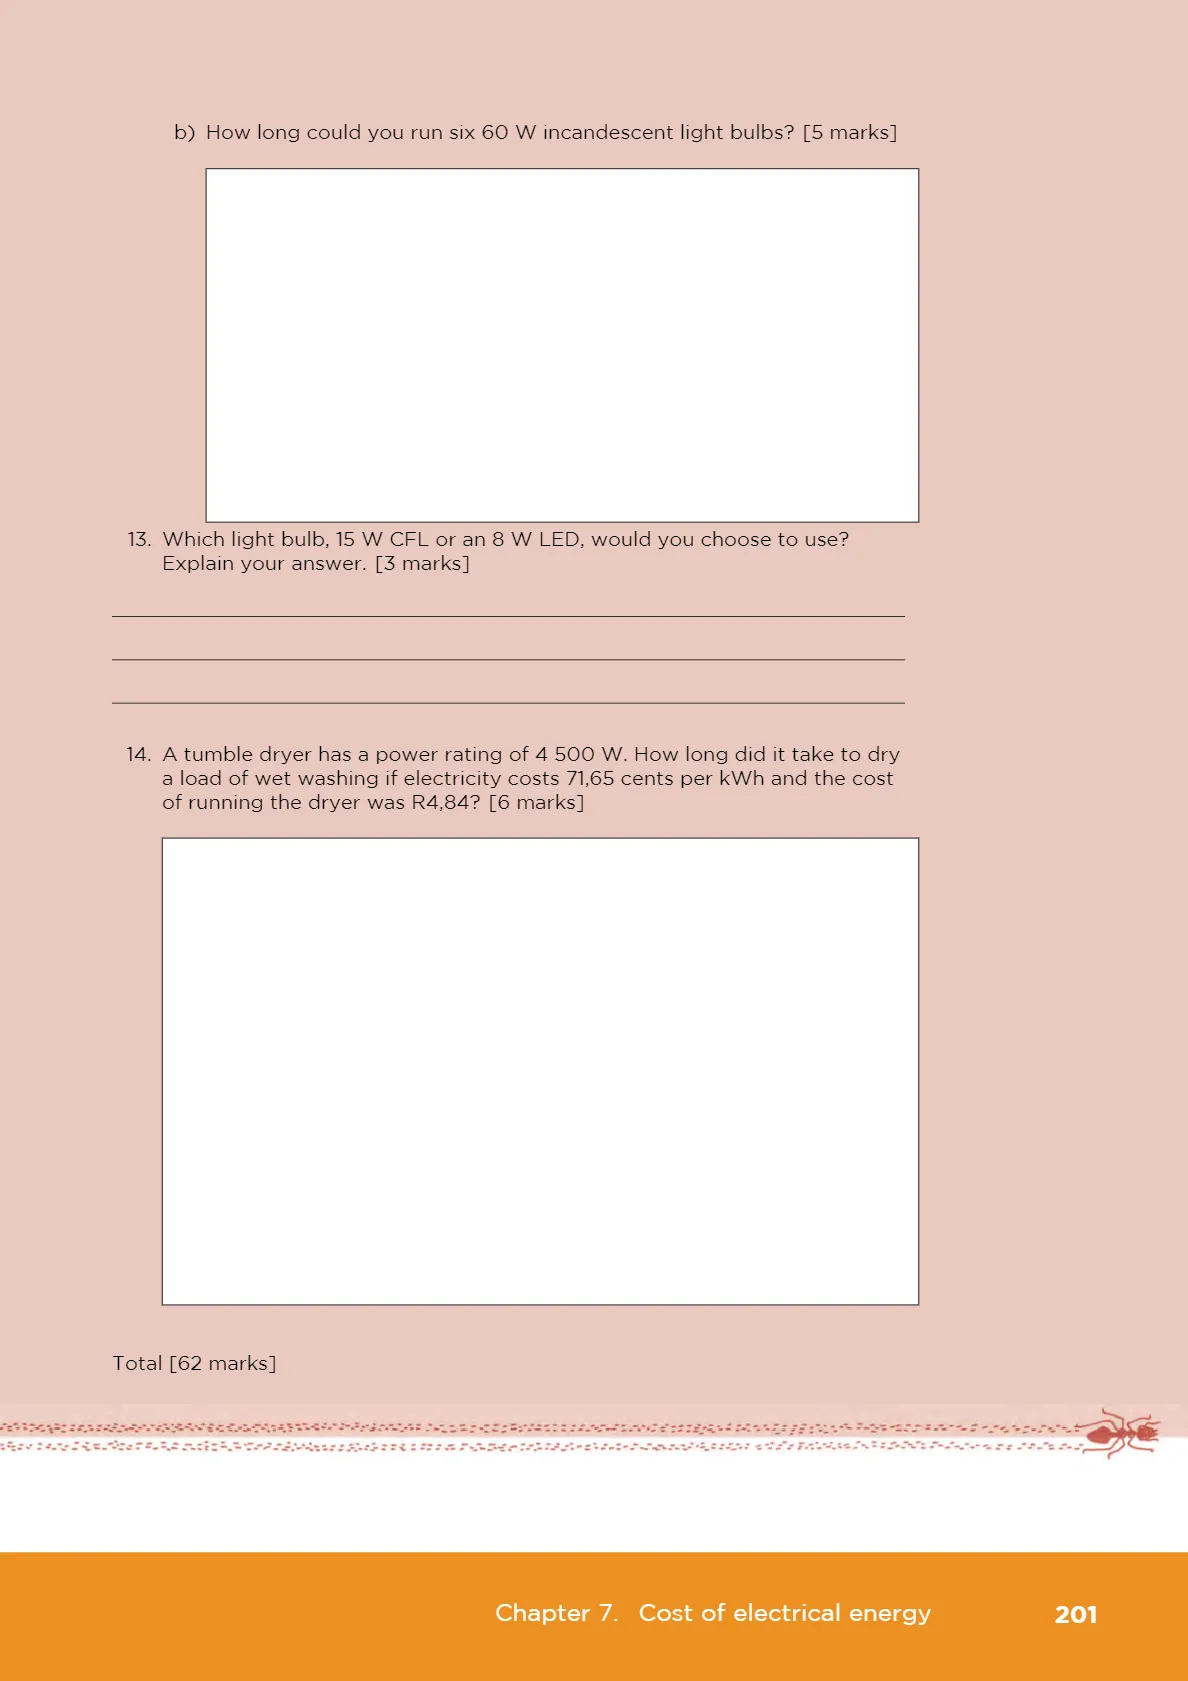 b) How long could you run six 60 W incandescent light bulbs? [5 marks]
13. Which light bulb, 15 W CFL or an 8 W LED, would you choose to use?
Explain your answer. [3 marks]
14. A tumble dryer has a power rating of 4 500 W. How long did it take to dry
a load of wet washing if electricity costs 71,65 cents per kWh and the cost
of running the dryer was R4,84? [6 marks]
Total [62 marks]
Chapter 7. Cost of electrical energy 201